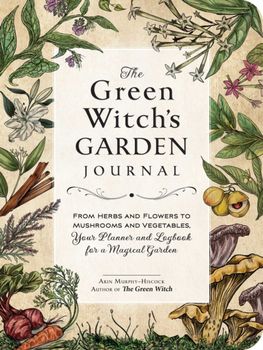 The
Green
Witch's
GARDEN
JOURNAL
From Herbs and Flowers to
Mushrooms and Vegetables,
Your Planner and Logbook
for a Magical Garden
Arin Murphy-Hiscock
Author of The Green Witch